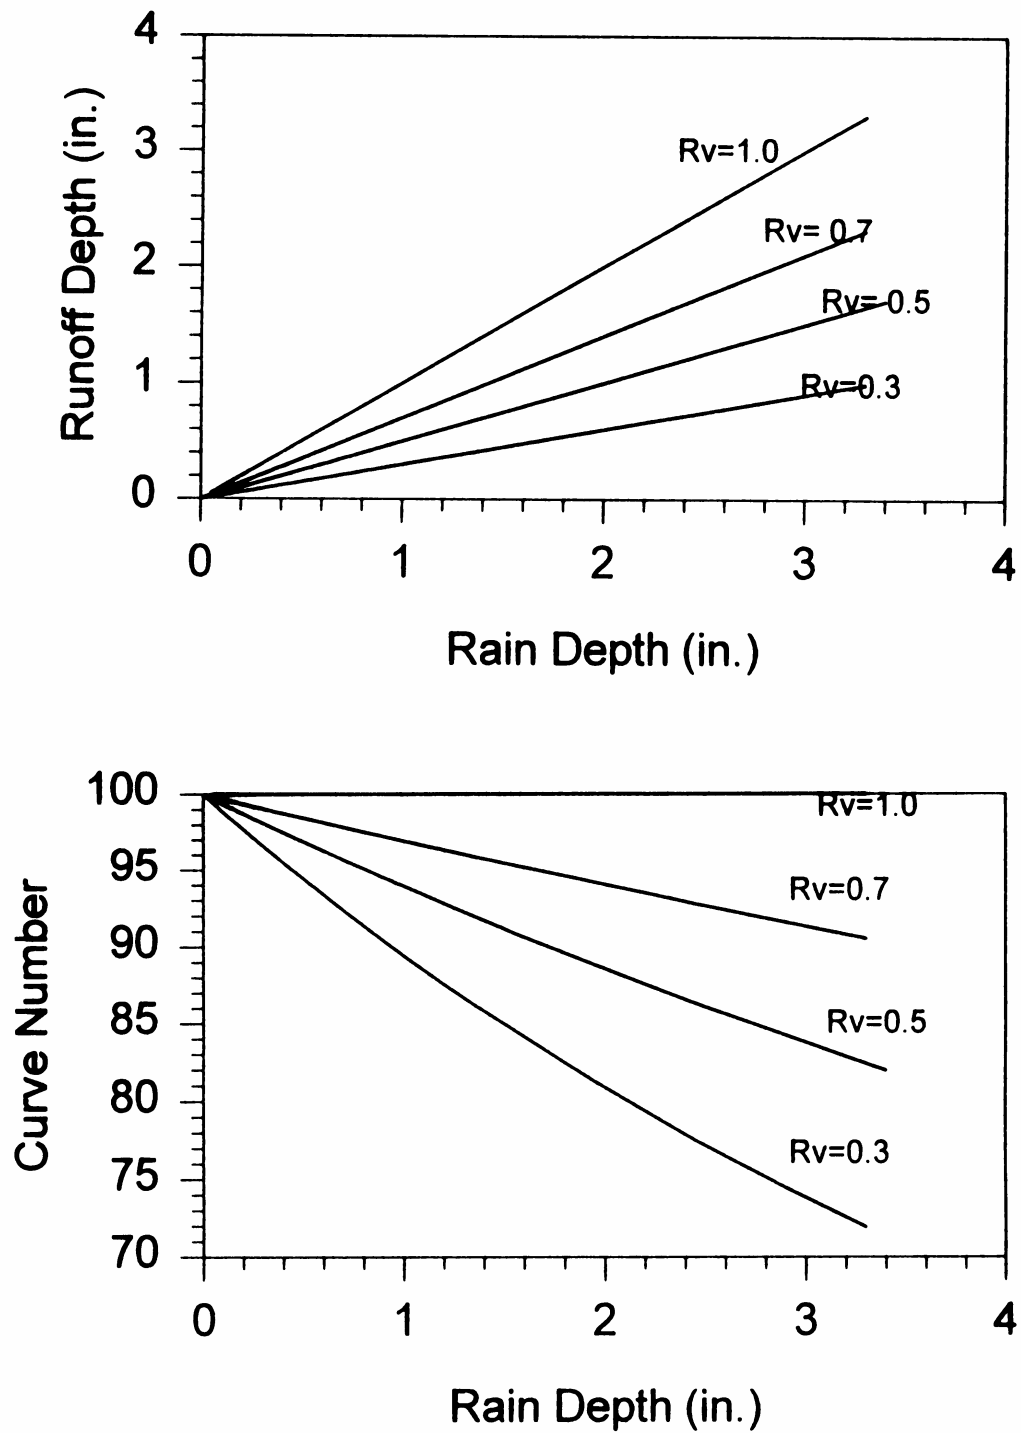 4
3
2
1
0
Runoff Depth (in.)
Rv=1.0
Rv= 0.7
Rv= 0.5
Rv=0.3
0 1 2 3 4
Rain Depth (in.)
100
95
90
85
80
75
70
Curve Number
Rv=1.0
Rv=0.7
Rv=0.5
Rv=0.3
0 1 2 3 4
Rain Depth (in.)